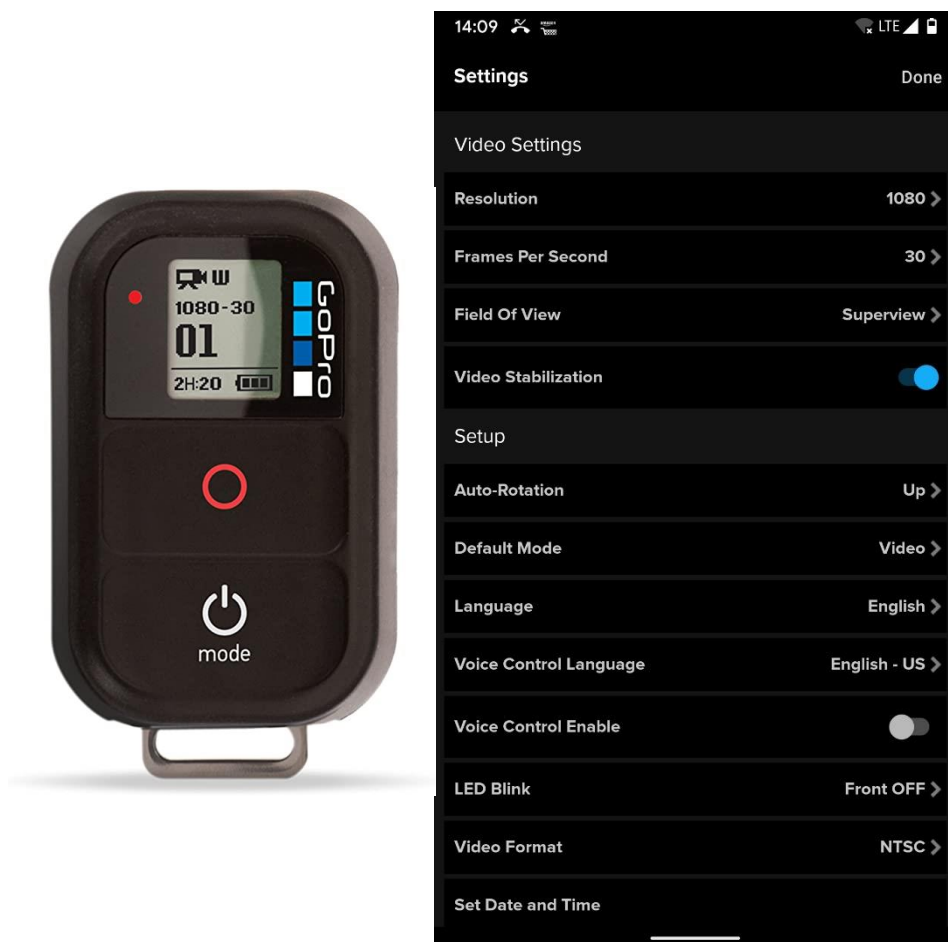 W
1080-30
01
2H:20
GoPro
mode
14:09 LTE
Settings Done
Video Settings
Resolution 1080
Frames Per Second 30
Field Of View Superview
Video Stabilization
Setup
Auto-Rotation Up
Default Mode Video
Language English
Voice Control Language English - US
Voice Control Enable
LED Blink Front OFF
Video Format NTSC
Set Date and Time